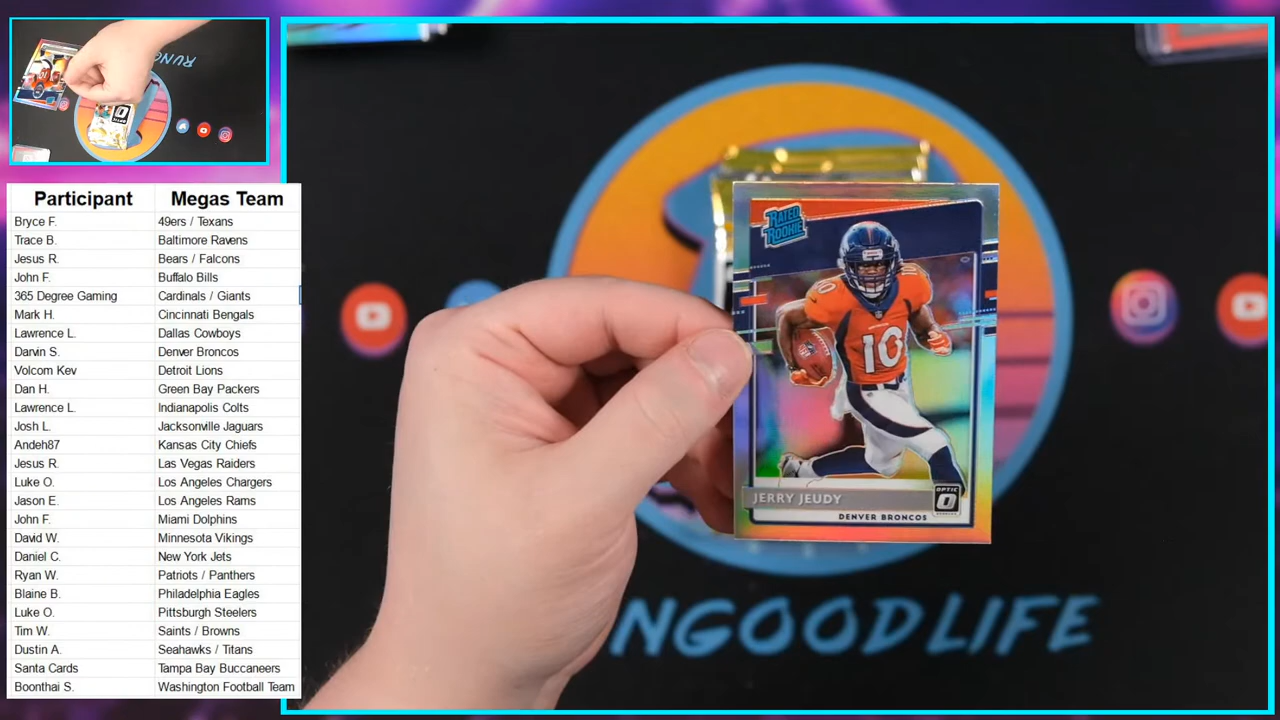 RUNG
Participant Megas Team
Bryce F. 49ers / Texans
Trace B. Baltimore Ravens
Jesus R. Bears / Falcons
John F. Buffalo Bills
365 Degree Gaming Cardinals / Giants
Mark H. Cincinnati Bengals
Lawrence L. Dallas Cowboys
Darvin S. Denver Broncos
Volcom Kev Detroit Lions
Dan H. Green Bay Packers
Lawrence L. Indianapolis Colts
Josh L. Jacksonville Jaguars
Andeh87 Kansas City Chiefs
Jesus R. Las Vegas Raiders
Luke O. Los Angeles Chargers
Jason E. Los Angeles Rams
John F. Miami Dolphins
David W. Minnesota Vikings
Daniel C. New York Jets
Ryan W. Patriots / Panthers
Blaine B. Philadelphia Eagles
Luke O. Pittsburgh Steelers
Tim W. Saints / Browns
Dustin A. Seahawks / Titans
Santa Cards Tampa Bay Buccaneers
Boonthai S. Washington Football Team
RATED
ROOKIE
10
10
JERRY JEUDY
OPTIC
DENVER BRONCOS
NGOODLIFE